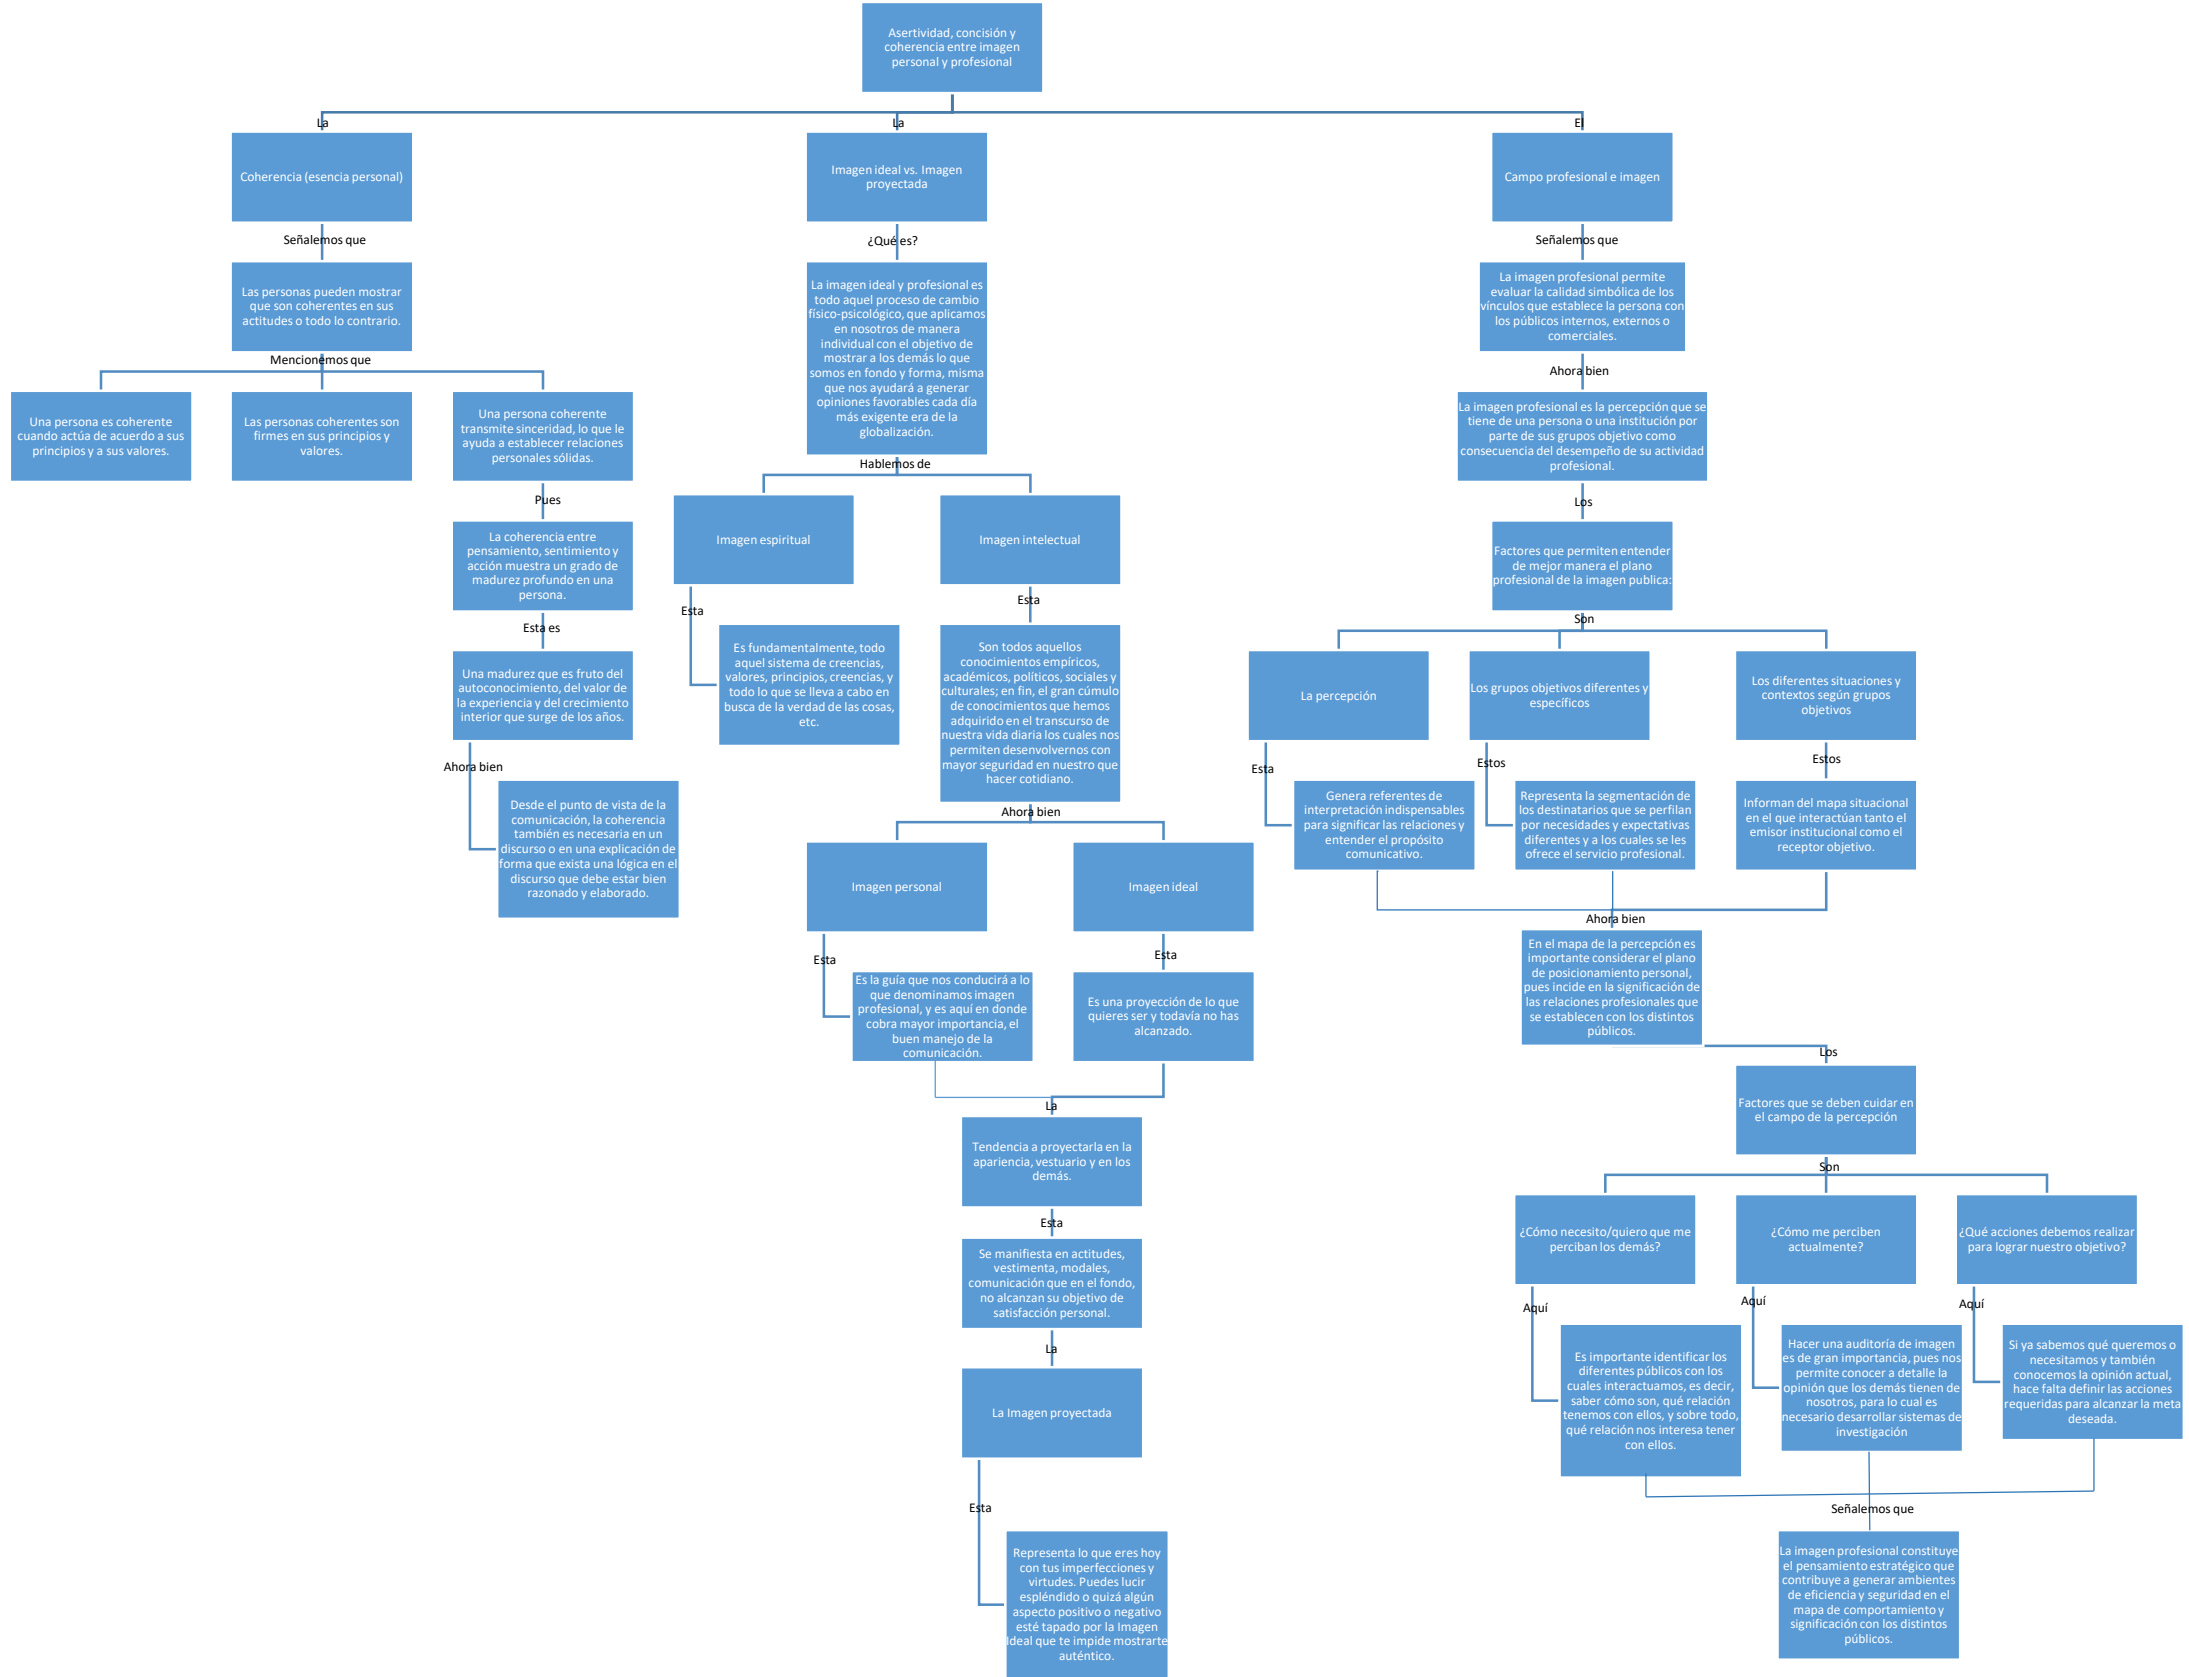 Asertividad, concisión y
coherencia entre imagen
personal y profesional
La
Coherencia (esencia personal)
Señalemos que
Las personas pueden mostrar
que son coherentes en sus
actitudes o todo lo contrario.
Mencionemos que
Una persona es coherente
cuando actúa de acuerdo a sus
principios y a sus valores.
Las personas coherentes son
firmes en sus principios y
valores.
Una persona coherente
transmite sinceridad, lo que le
ayuda a establecer relaciones
personales sólidas.
Pues
La coherencia entre
pensamiento, sentimiento y
acción muestra un grado de
madurez profundo en una
persona.
Esta es
Una madurez que es fruto del
autoconocimiento, del valor de
la experiencia y del crecimiento
interior que surge de los años.
Ahora bien
Desde el punto de vista de la
comunicación, la coherencia
también es necesaria en un
discurso o en una explicación de
forma que exista una lógica en el
discurso que debe estar bien
razonado y elaborado.
La
Imagen ideal vs. Imagen
proyectada
¿Qué es?
La imagen ideal y profesional es
todo aquel proceso de cambio
físico-psicológico, que aplicamos
en nosotros de manera
individual con el objetivo de
mostrar a los demás lo que
somos en fondo y forma, misma
que nos ayudará a generar
opiniones favorables cada día
más exigente era de la
globalización.
Hablemos de
Imagen espiritual
Esta
Es fundamentalmente, todo
aquel sistema de creencias,
valores, principios, creencias, y
todo lo que se lleva a cabo en
busca de la verdad de las cosas,
etc.
Imagen intelectual
Esta
Son todos aquellos
conocimientos empíricos,
académicos, políticos, sociales y
culturales; en fin, el gran cúmulo
de conocimientos que hemos
adquirido en el transcurso de
nuestra vida diaria los cuales nos
permiten desenvolvernos con
mayor seguridad en nuestro que
hacer cotidiano.
Ahora bien
Imagen personal
Esta
Es la guía que nos conducirá a lo
que denominamos imagen
profesional, y es aquí en donde
cobra mayor importancia, el
buen manejo de la
comunicación.
Imagen ideal
Esta
Es una proyección de lo que
quieres ser y todavía no has
alcanzado.
La
Tendencia a proyectarla en la
apariencia, vestuario y en los
demás.
Esta
Se manifiesta en actitudes,
vestimenta, modales,
comunicación que en el fondo,
no alcanzan su objetivo de
satisfacción personal.
La
La Imagen proyectada
Esta
Representa lo que eres hoy
con tus imperfecciones y
virtudes. Puedes lucir
espléndido o quizá algún
aspecto positivo o negativo
esté tapado por la Imagen
Ideal que te impide mostrarte
auténtico.
El
Campo profesional e imagen
Señalemos que
La imagen profesional permite
evaluar la calidad simbólica de los
vínculos que establece la persona con
los públicos internos, externos o
comerciales.
Ahora bien
La imagen profesional es la percepción que se
tiene de una persona o una institución por
parte de sus grupos objetivo como
consecuencia del desempeño de su actividad
profesional.
Los
Factores que permiten entender
de mejor manera el plano
profesional de la imagen publica:
Son
La percepción
Esta
Genera referentes de
interpretación indispensables
para significar las relaciones y
entender el propósito
comunicativo.
Los grupos objetivos diferentes y
específicos
Estos
Representa la segmentación de
los destinatarios que se perfilan
por necesidades y expectativas
diferentes y a los cuales se les
ofrece el servicio profesional.
Los diferentes situaciones y
contextos según grupos
objetivos
Estos
Informan del mapa situacional
en el que interactúan tanto el
emisor institucional como el
receptor objetivo.
Ahora bien
En el mapa de la percepción es
importante considerar el plano
de posicionamiento personal,
pues incide en la significación de
las relaciones profesionales que
se establecen con los distintos
públicos.
Los
Factores que se deben cuidar en
el campo de la percepción
Son
¿Cómo necesito/quiero que me
perciban los demás?
Aquí
Es importante identificar los
diferentes públicos con los
cuales interactuamos, es decir,
saber cómo son, qué relación
tenemos con ellos, y sobre todo,
qué relación nos interesa tener
con ellos.
¿Cómo me perciben
actualmente?
Aquí
Hacer una auditoría de imagen
es de gran importancia, pues nos
permite conocer a detalle la
opinión que los demás tienen de
nosotros, para lo cual es
necesario desarrollar sistemas de
investigación
¿Qué acciones debemos realizar
para lograr nuestro objetivo?
Aquí
Si ya sabemos qué queremos o
necesitamos y también
conocemos la opinión actual,
hace falta definir las acciones
requeridas para alcanzar la meta
deseada.
Señalemos que
La imagen profesional constituye
el pensamiento estratégico que
contribuye a generar ambientes
de eficiencia y seguridad en el
mapa de comportamiento y
significación con los distintos
públicos.